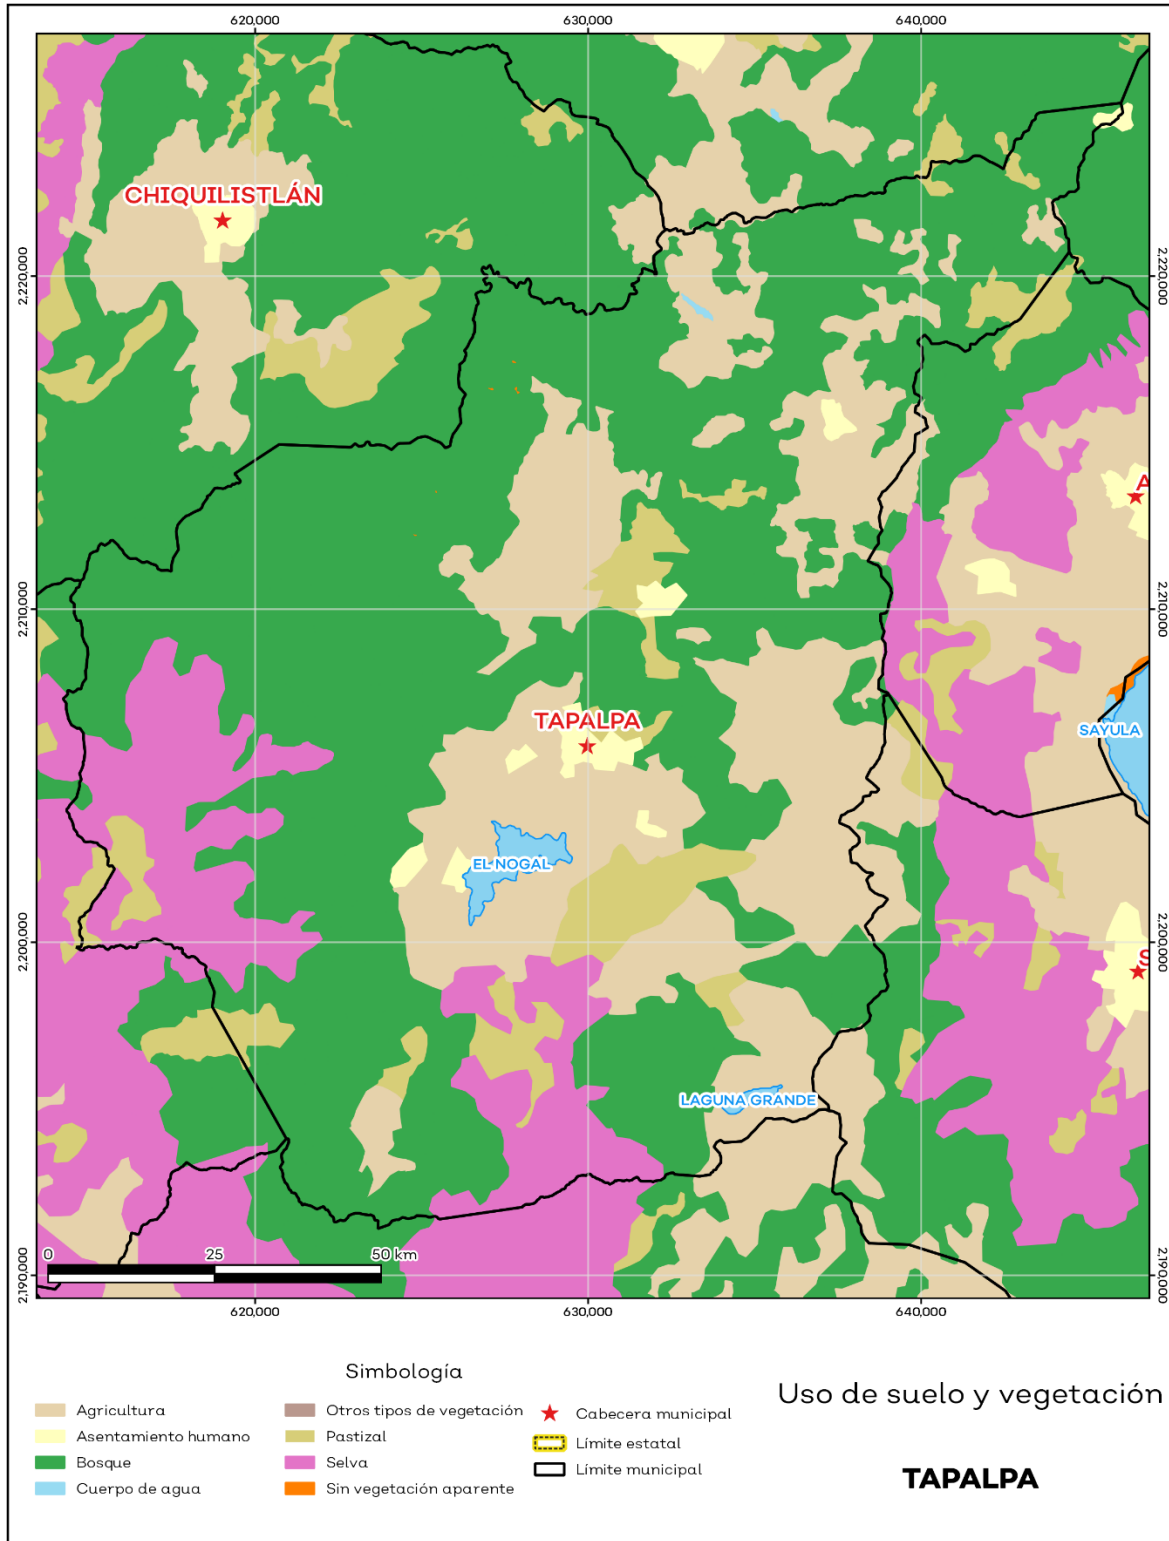 620,000
630,000
640,000
CHIQUILISTLÁN
2,220,000
2,220,000
A
2,210,000
2,210,000
TAPALPA
SAYULA
EL NOGAL
2,200,000
2,200,000
S
LAGUNA GRANDE
0
25
50 km
2,190,000
2,190,000
620,000
630,000
640,000
Simbología
Agricultura
Asentamiento humano
Bosque
Cuerpo de agua
Otros tipos de vegetación
Pastizal
Selva
Sin vegetación aparente
Cabecera municipal
Límite estatal
Límite municipal
Uso de suelo y vegetación
TAPALPA